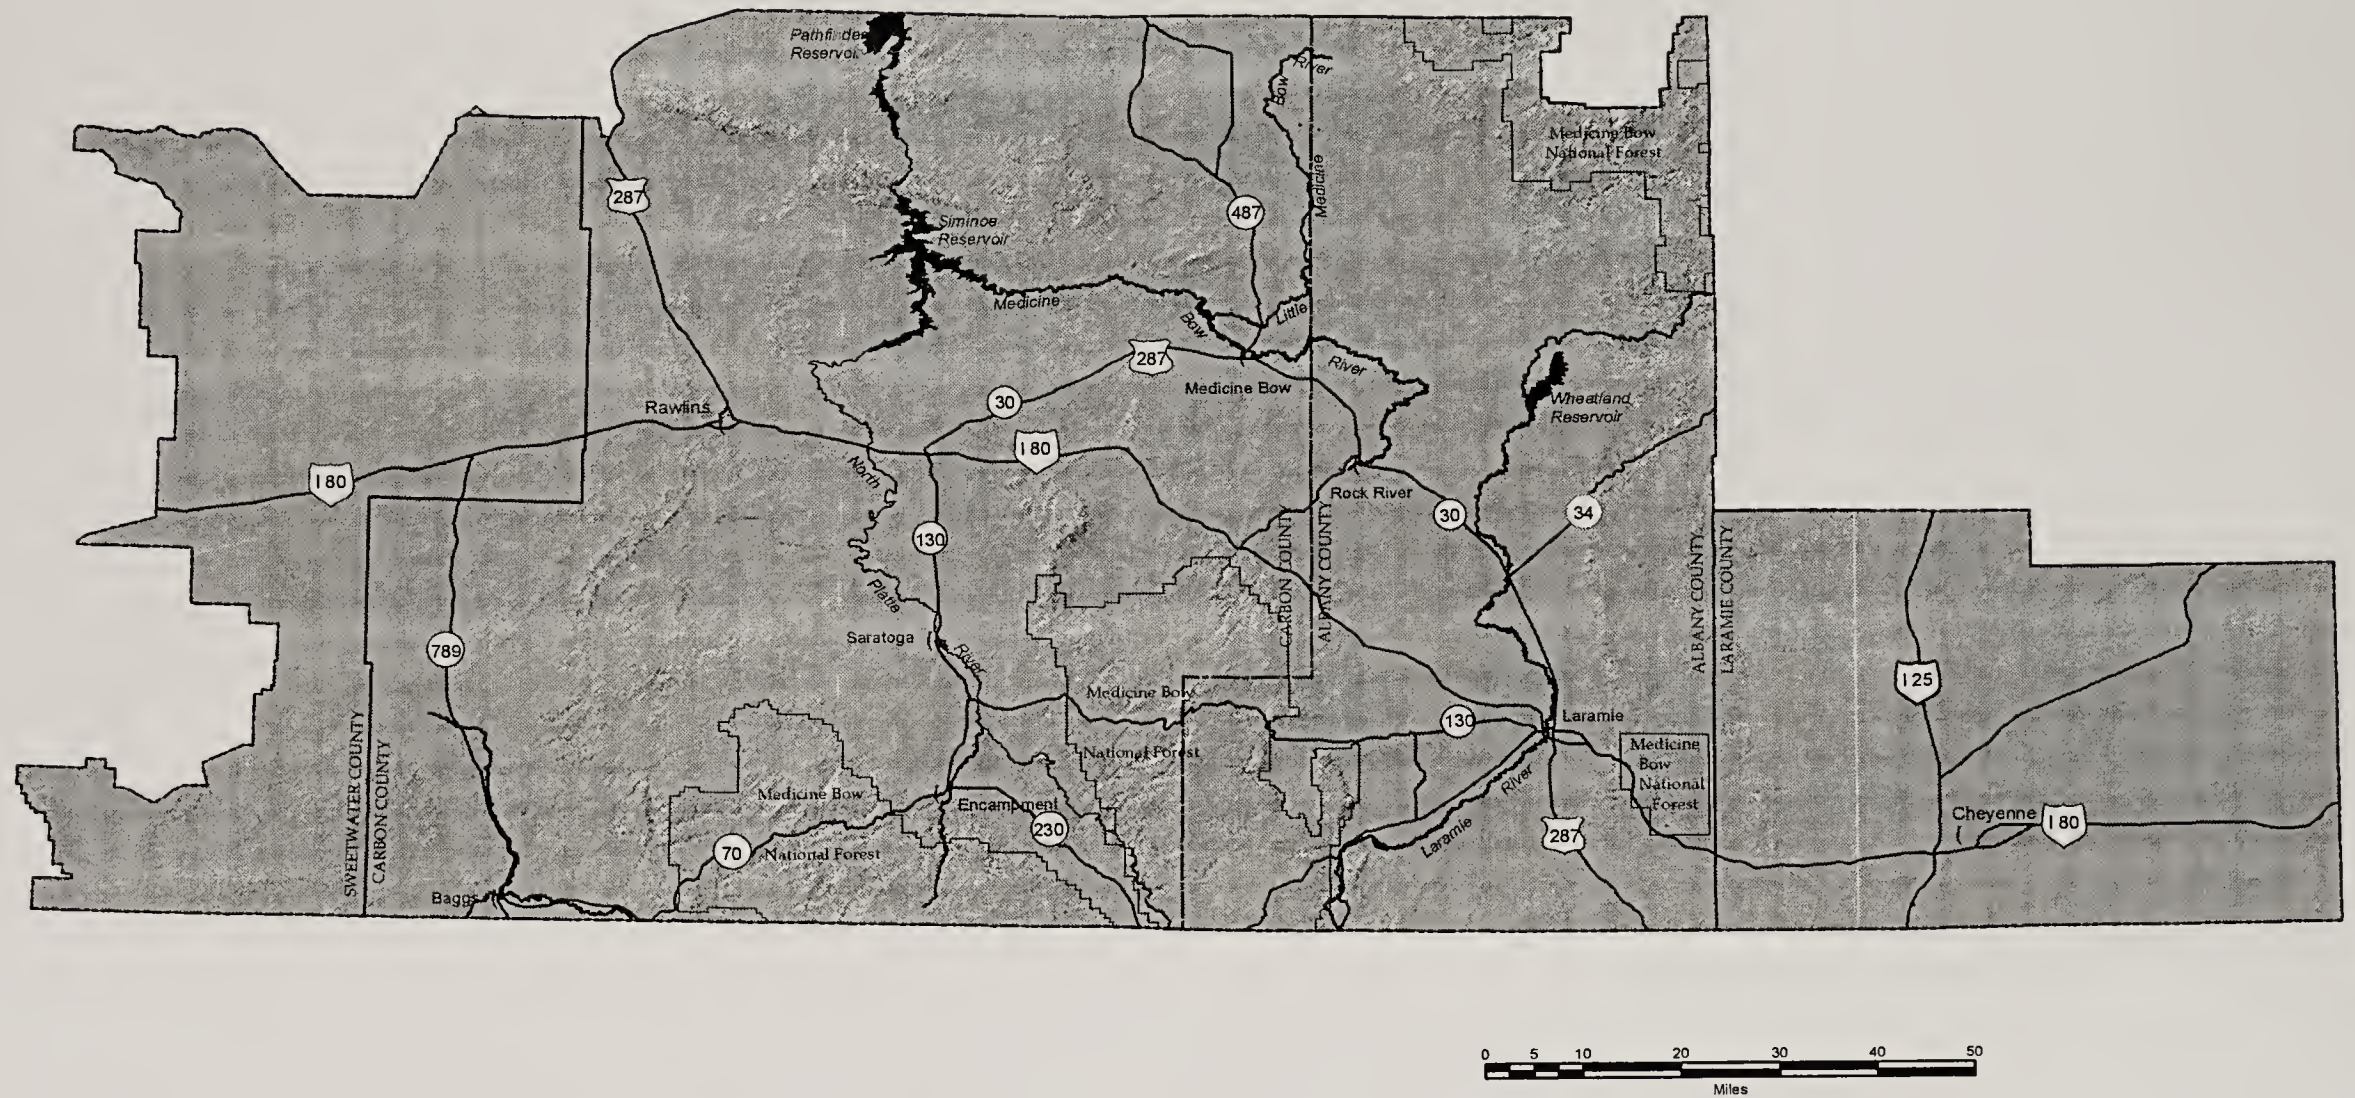 Pathfinder
Reservoir
River
Bow
Little
Medicine
Medicine Bow
National Forest
287
487
Siminoe
Reservoir
Medicine
Bow
River
287
Medicine Bow
30
Rawlins
I 80
I 80
Wheatland
Reservoir
North
Platte
River
Rock River
30
34
130
CARBON COUNTY
ALBANY COUNTY
ALBANY COUNTY
LARAMIE COUNTY
789
Saratoga
I 25
Medicine Bow
National Forest
130
Laramie
Medicine
Bow
National
Forest
SWEETWATER COUNTY
CARBON COUNTY
Medicine Bow
National Forest
Encampment
230
70
Laramie
River
287
Cheyenne
I 80
Baggs
0 5 10 20 30 40 50
Miles